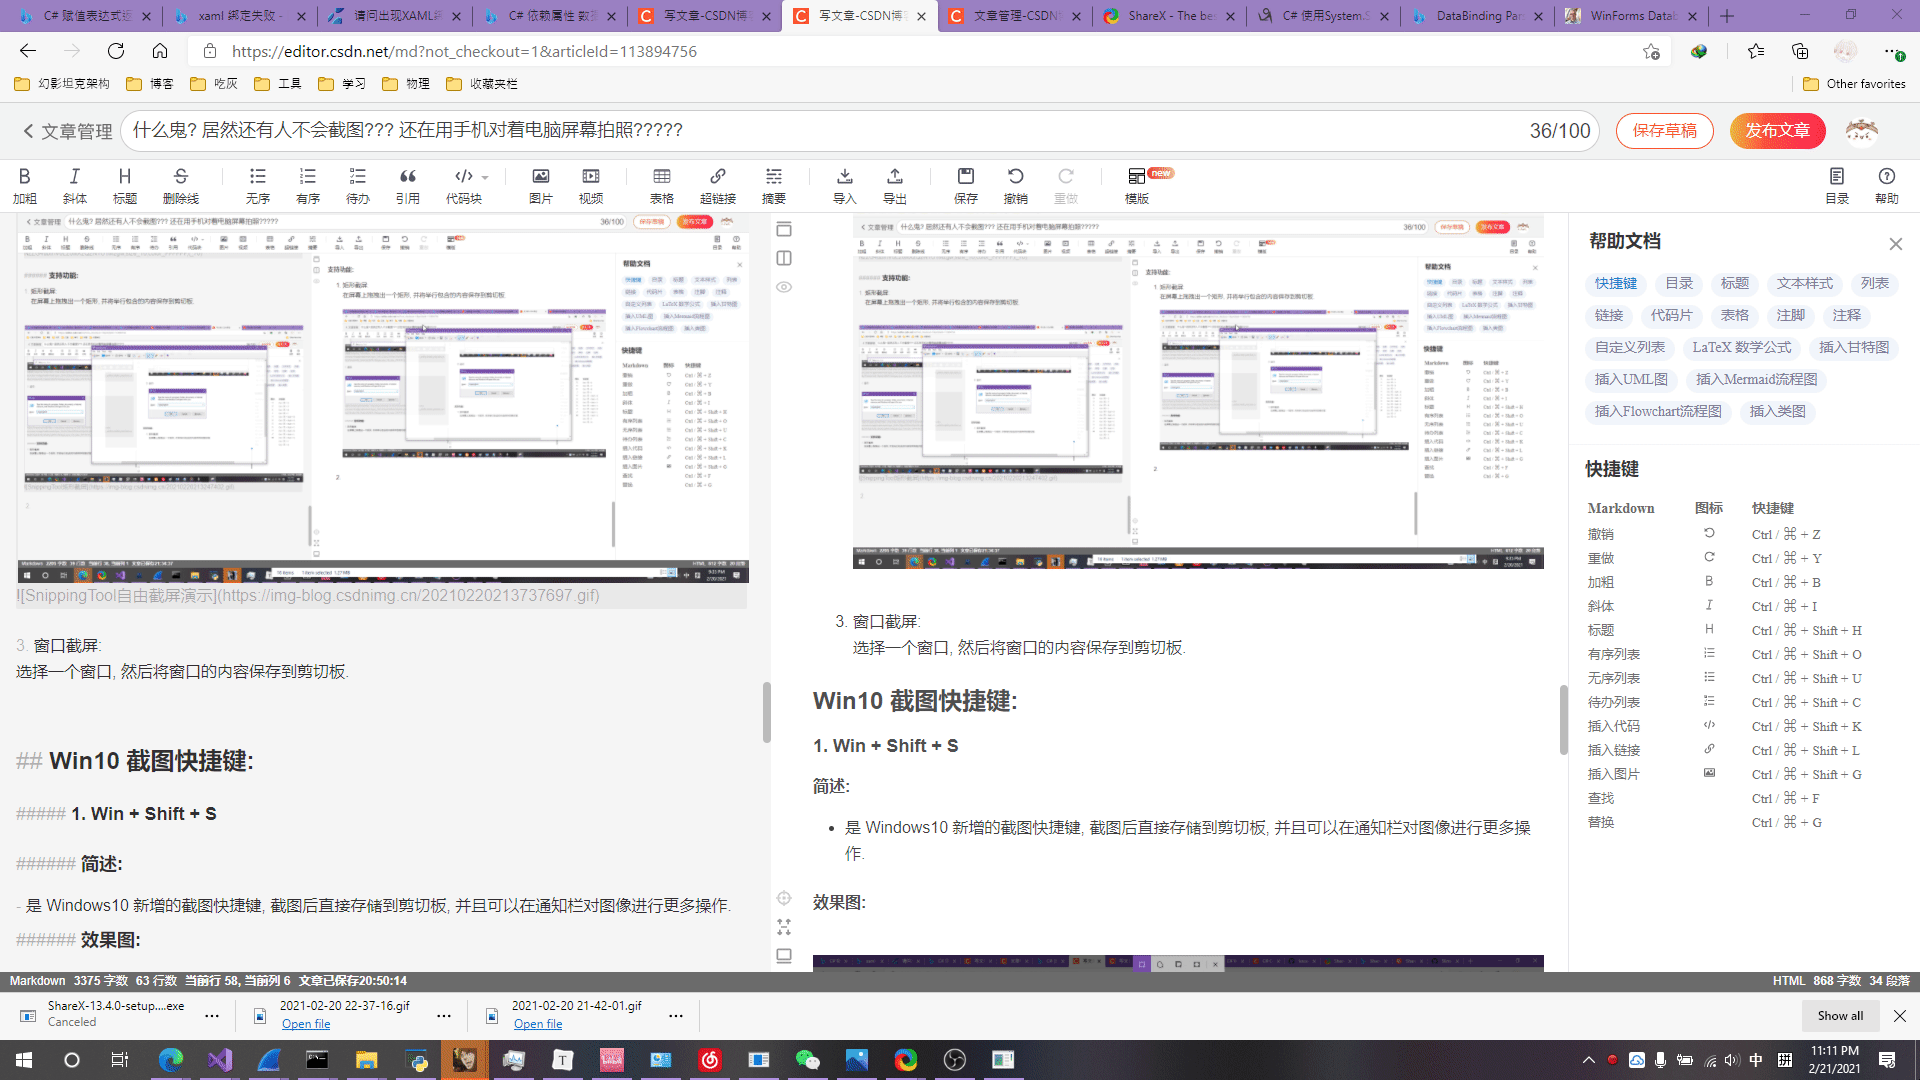 C# 赋值表达式返
xaml 绑定失败 -
请问出现XAML绑
C# 依赖属性 数据
写文章-CSDN博
写文章-CSDN博
文章管理-CSDN
ShareX - The be
C# 使用System.S
DataBinding Par
WinForms Datab
https://editor.csdn.net/md?not_checkout=1&articleId=113894756
幻影坦克架构
博客
吃灰
工具
学习
物理
收藏夹栏
Other favorites
文章管理
什么鬼? 居然还有人不会截图??? 还在用手机对着电脑屏幕拍照?????
36/100
保存草稿
发布文章
加粗
斜体
标题
删除线
无序
有序
待办
引用
代码块
图片
视频
表格
超链接
摘要
导入
导出
保存
撤销
重做
模版
new
目录
帮助
![SnippingTool自由截屏演示](https://img-blog.csdnimg.cn/20210220213737697.gif)
3. 窗口截屏:
选择一个窗口, 然后将窗口的内容保存到剪切板.
## Win10 截图快捷键:
##### 1. Win + Shift + S
###### 简述:
- 是 Windows10 新增的截图快捷键, 截图后直接存储到剪切板, 并且可以在通知栏对图像进行更多操作.
###### 效果图:
3. 窗口截屏:
选择一个窗口, 然后将窗口的内容保存到剪切板.
Win10 截图快捷键:
1. Win + Shift + S
简述:
• 是 Windows10 新增的截图快捷键, 截图后直接存储到剪切板, 并且可以在通知栏对图像进行更多操
作.
效果图:
帮助文档
快捷键
目录
标题
文本样式
列表
链接
代码片
表格
注脚
注释
自定义列表
LaTeX 数学公式
插入甘特图
插入UML图
插入Mermaid流程图
插入Flowchart流程图
插入类图
快捷键
Markdown 图标 快捷键
撤销 Ctrl / ⌘ + Z
重做 Ctrl / ⌘ + Y
加粗 B Ctrl / ⌘ + B
斜体 I Ctrl / ⌘ + I
标题 H Ctrl / ⌘ + Shift + H
有序列表 Ctrl / ⌘ + Shift + O
无序列表 Ctrl / ⌘ + Shift + U
待办列表 Ctrl / ⌘ + Shift + C
插入代码 Ctrl / ⌘ + Shift + K
插入链接 Ctrl / ⌘ + Shift + L
插入图片 Ctrl / ⌘ + Shift + G
查找 Ctrl / ⌘ + F
替换 Ctrl / ⌘ + G
Markdown 3375 字数 63 行数 当前行 58, 当前列 6 文章已保存20:50:14
HTML 868 字数 34 段落
ShareX-13.4.0-setup....exe
Canceled
2021-02-20 22-37-16.gif
Open file
2021-02-20 21-42-01.gif
Open file
Show all
中
拼
11:11 PM
2/21/2021